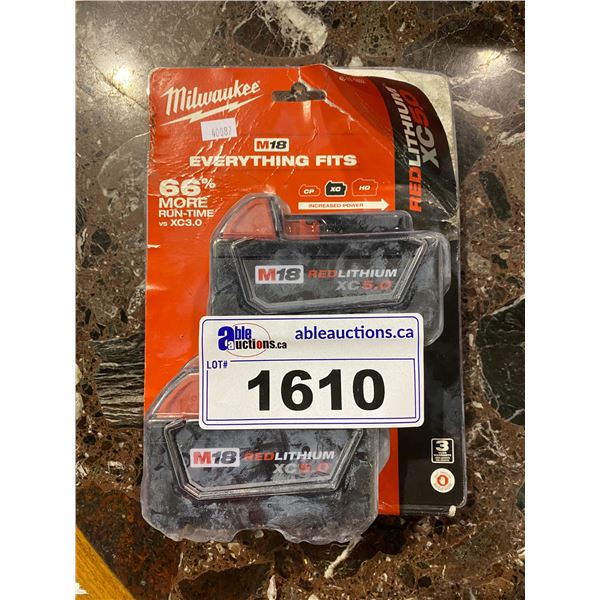 Milwaukee
40087
M18
EVERYTHING FITS
66% MORE
RUN-TIME
vs XC3.0
CP XC HD
INCREASED POWER
REDLITHIUM
XC5.0
M18 REDLITHIUM
XC5.0
able
auctions.ca
ableauctions.ca
LOT#
1610
M18 REDLITHIUM
XC5.0
3
YEAR